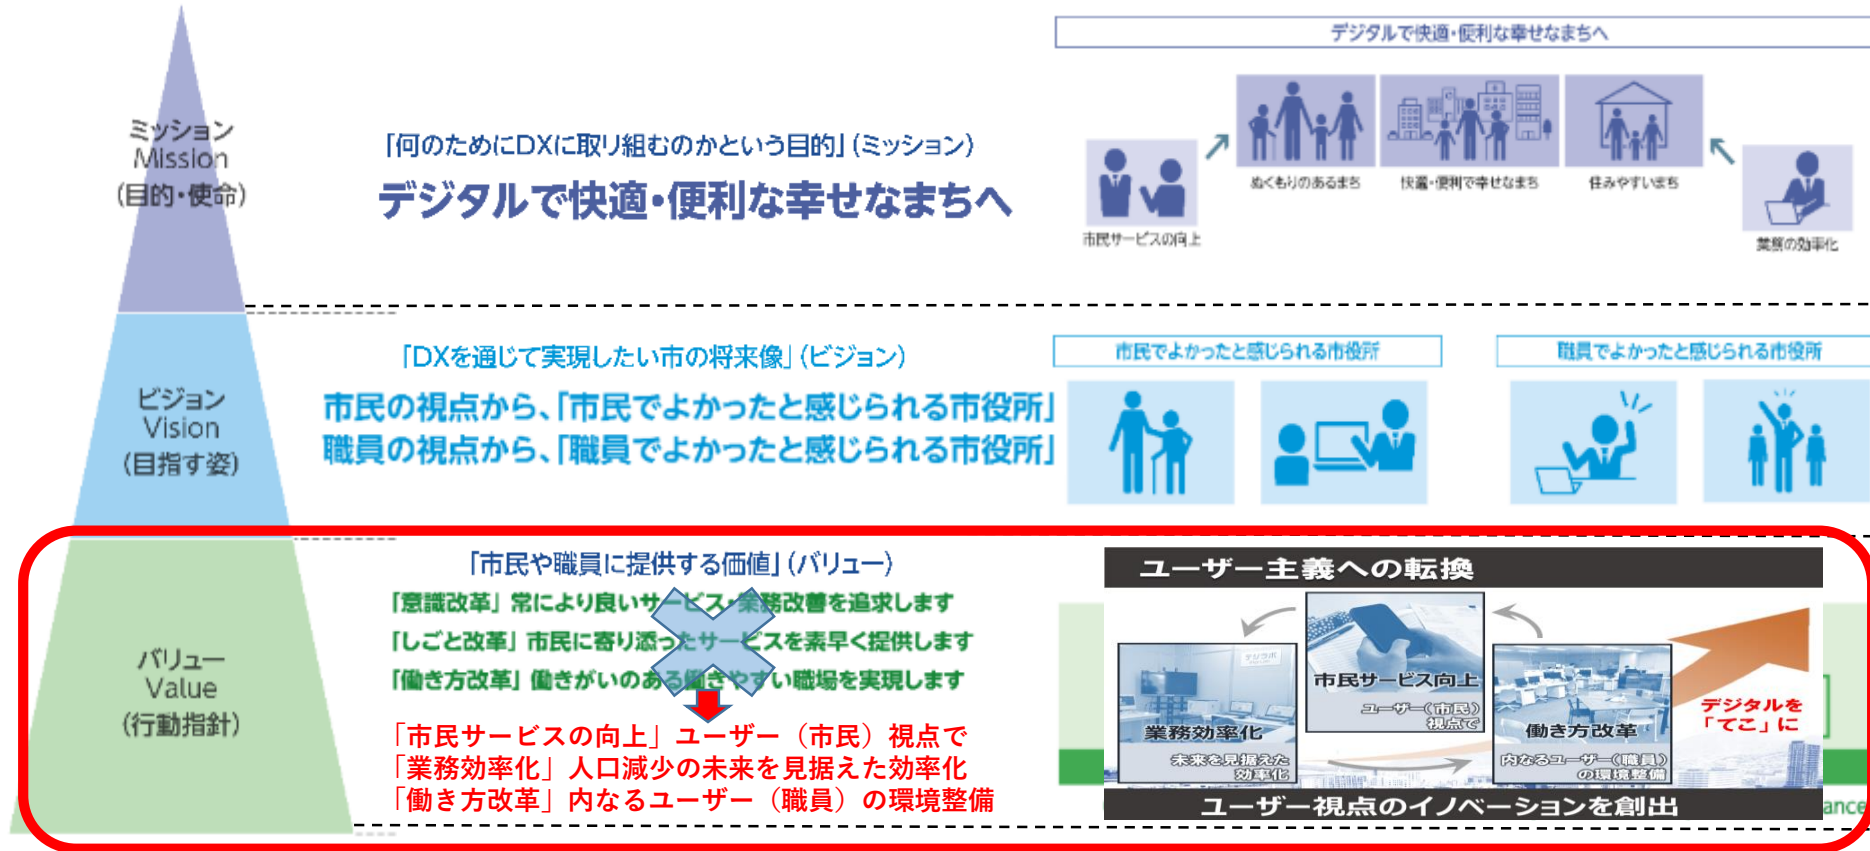 ミッション
Mission
(目的・使命)
「何のためにDXに取り組むのかという目的」(ミッション)
デジタルで快適・便利な幸せなまちへ
デジタルで快適・便利な幸せなまちへ
市民サービスの向上
ぬくもりのあるまち
快適・便利で幸せなまち
住みやすいまち
業務の効率化
ビジョン
Vision
(目指す姿)
「DXを通じて実現したい市の将来像」(ビジョン)
市民の視点から、「市民でよかったと感じられる市役所」
職員の視点から、「職員でよかったと感じられる市役所」
市民でよかったと感じられる市役所
職員でよかったと感じられる市役所
バリュー
Value
(行動指針)
「市民や職員に提供する価値」(バリュー)
「意識改革」常により良いサービス・業務改善を追求します
「しごと改革」市民に寄り添ったサービスを素早く提供します
「働き方改革」働きがいのある働きやすい職場を実現します
「市民サービスの向上」ユーザー（市民）視点で
「業務効率化」人口減少の未来を見据えた効率化
「働き方改革」内なるユーザー（職員）の環境整備
ユーザー主義への転換
市民サービス向上
ユーザー(市民)
視点で
業務効率化
未来を見据えた
効率化
働き方改革
内なるユーザー(職員)
の環境整備
デジタルを
「てこ」に
ユーザー視点のイノベーションを創出
ance